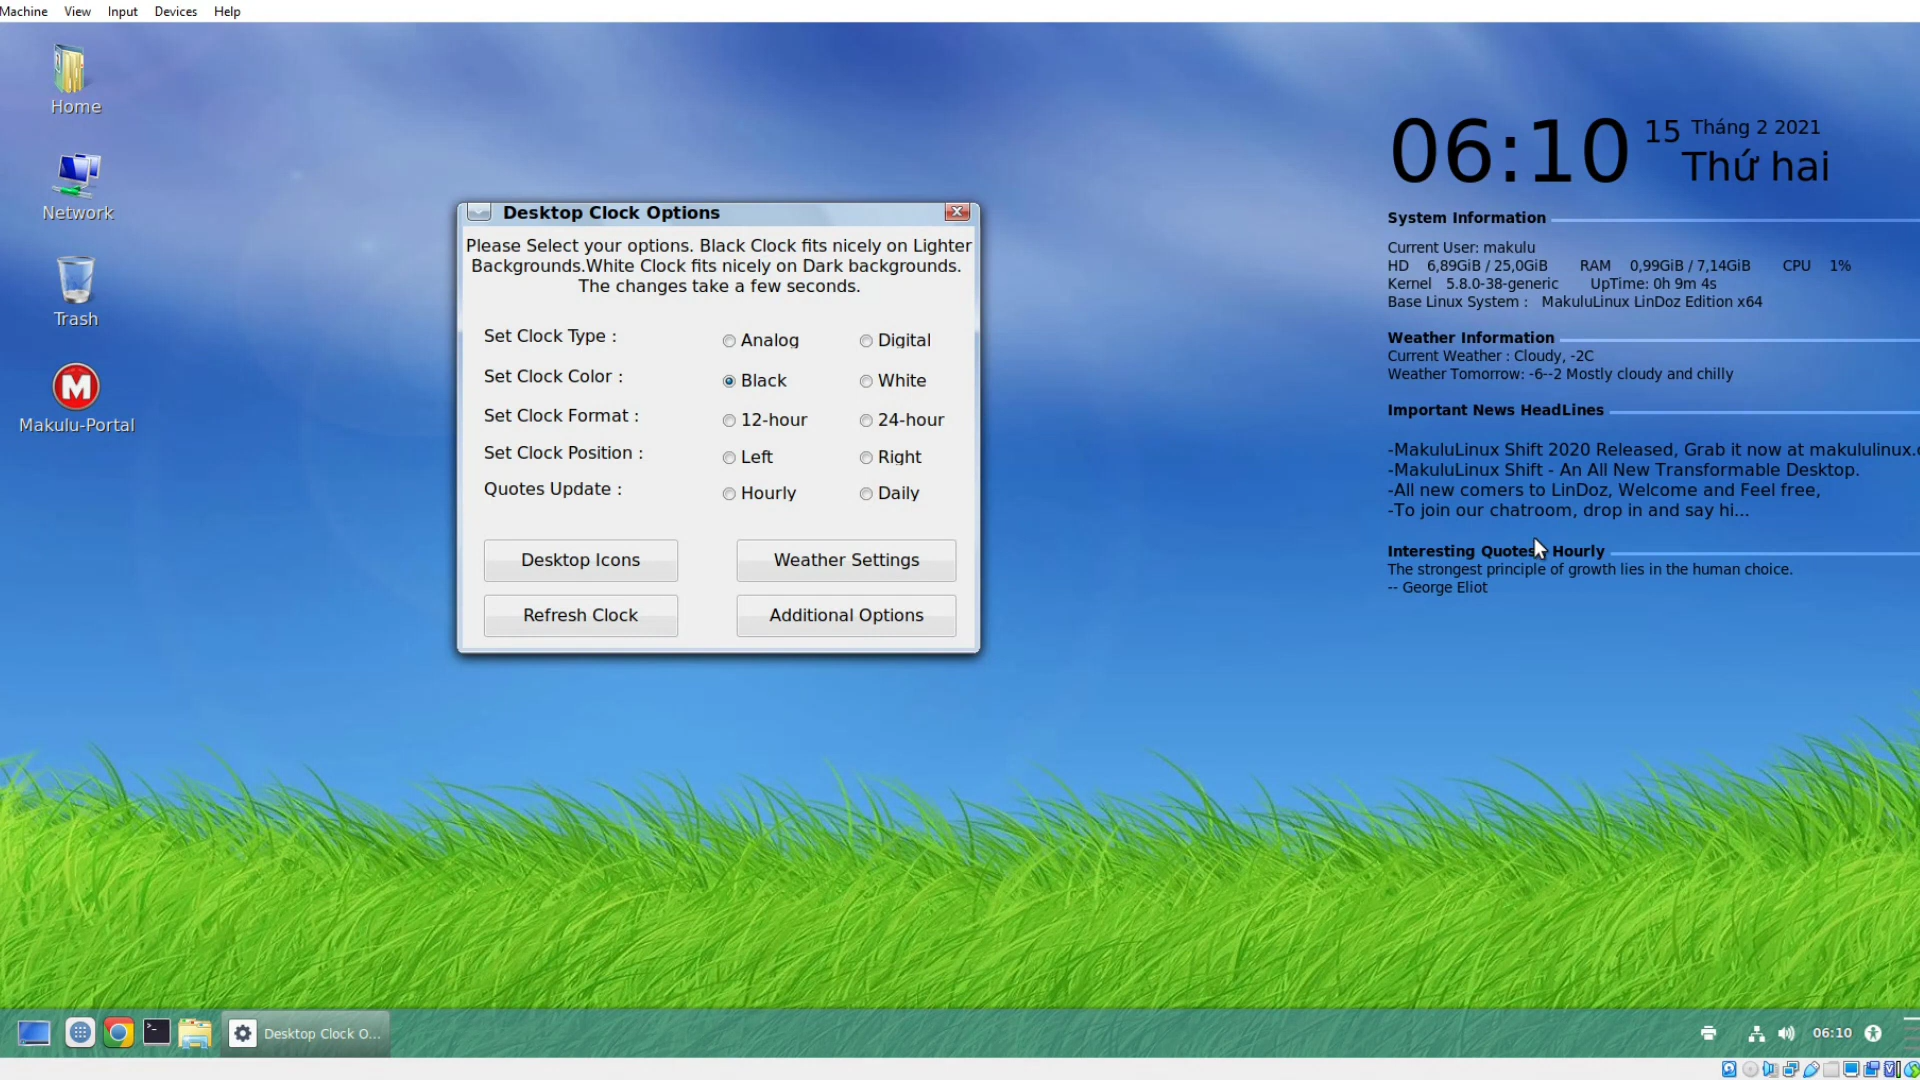 Machine View Input Devices Help
Home
Network
Trash
Makulu-Portal
Desktop Clock Options
Please Select your options. Black Clock fits nicely on Lighter
Backgrounds.White Clock fits nicely on Dark backgrounds.
The changes take a few seconds.
Set Clock Type : Analog Digital
Set Clock Color : Black White
Set Clock Format : 12-hour 24-hour
Set Clock Position : Left Right
Quotes Update : Hourly Daily
Desktop Icons Weather Settings
Refresh Clock Additional Options
06:10 15 Tháng 2 2021
Thứ hai
System Information
Current User: makulu
HD 6,89GiB / 25,0GiB RAM 0,99GiB / 7,14GiB CPU 1%
Kernel 5.8.0-38-generic UpTime: 0h 9m 4s
Base Linux System : MakuluLinux LinDoz Edition x64
Weather Information
Current Weather : Cloudy, -2C
Weather Tomorrow: -6--2 Mostly cloudy and chilly
Important News HeadLines
-MakuluLinux Shift 2020 Released, Grab it now at makululinux.
-MakuluLinux Shift - An All New Transformable Desktop.
-All new comers to LinDoz, Welcome and Feel free,
-To join our chatroom, drop in and say hi...
Interesting Quotes Hourly
The strongest principle of growth lies in the human choice.
-- George Eliot
Desktop Clock O...
06:10